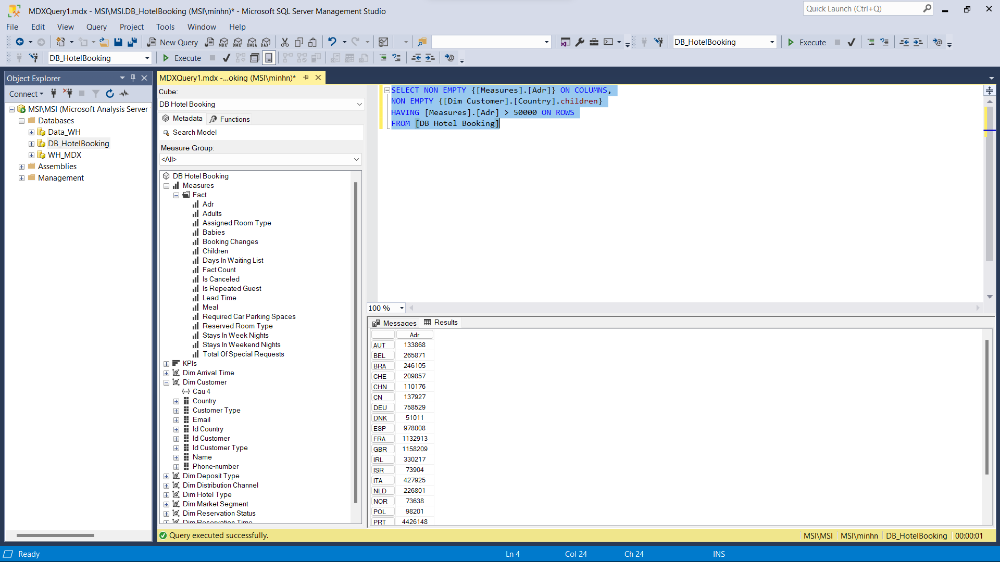 MDXQuery1.mdx - MSI\MSI.DB_HotelBooking (MSI\minhn)* - Microsoft SQL Server Management Studio
Quick Launch (Ctrl+Q)
File Edit View Query Project Tools Window Help
New Query
MDX DMX XMLA DAX
DB_HotelBooking
Execute
DB_HotelBooking
Execute
Object Explorer
Connect
MSI\MSI (Microsoft Analysis Server
Databases
Data_WH
DB_HotelBooking
WH_MDX
Assemblies
Management
MDXQuery1.mdx -...oking (MSI\minhn)*
Cube:
DB Hotel Booking
Metadata
Functions
Search Model
Measure Group:
<All>
DB Hotel Booking
Measures
Fact
Adr
Adults
Assigned Room Type
Babies
Booking Changes
Children
Days In Waiting List
Fact Count
Is Canceled
Is Repeated Guest
Lead Time
Meal
Required Car Parking Spaces
Reserved Room Type
Stays In Week Nights
Stays In Weekend Nights
Total Of Special Requests
KPIs
Dim Arrival Time
Dim Customer
Cau 4
Country
Customer Type
Email
Id Country
Id Customer
Id Customer Type
Name
Phone-number
Dim Deposit Type
Dim Distribution Channel
Dim Hotel Type
Dim Market Segment
Dim Reservation Status
Dim Reservation Time
SELECT NON EMPTY {[Measures].[Adr]} ON COLUMNS,
NON EMPTY {[Dim Customer].[Country].children}
HAVING [Measures].[Adr] > 50000 ON ROWS
FROM [DB Hotel Booking]
100 %
Messages
Results
Adr
AUT 133868
BEL 265871
BRA 246105
CHE 209857
CHN 110176
CN 137927
DEU 758529
DNK 51011
ESP 978008
FRA 1132913
GBR 1158209
IRL 330217
ISR 73904
ITA 427925
NLD 226801
NOR 73638
POL 98201
PRT 4426148
Query executed successfully.
MSI\MSI
MSI\minhn
DB_HotelBooking
00:00:01
Ready
Ln 4
Col 24
Ch 24
INS